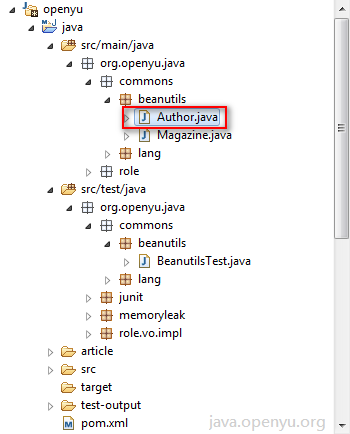 openyu
java
src/main/java
org.openyu.java
commons
beanutils
Author.java
Magazine.java
lang
role
src/test/java
org.openyu.java
commons
beanutils
BeanutilsTest.java
lang
junit
memoryleak
role.vo.impl
article
src
target
test-output
pom.xml
java.openyu.org